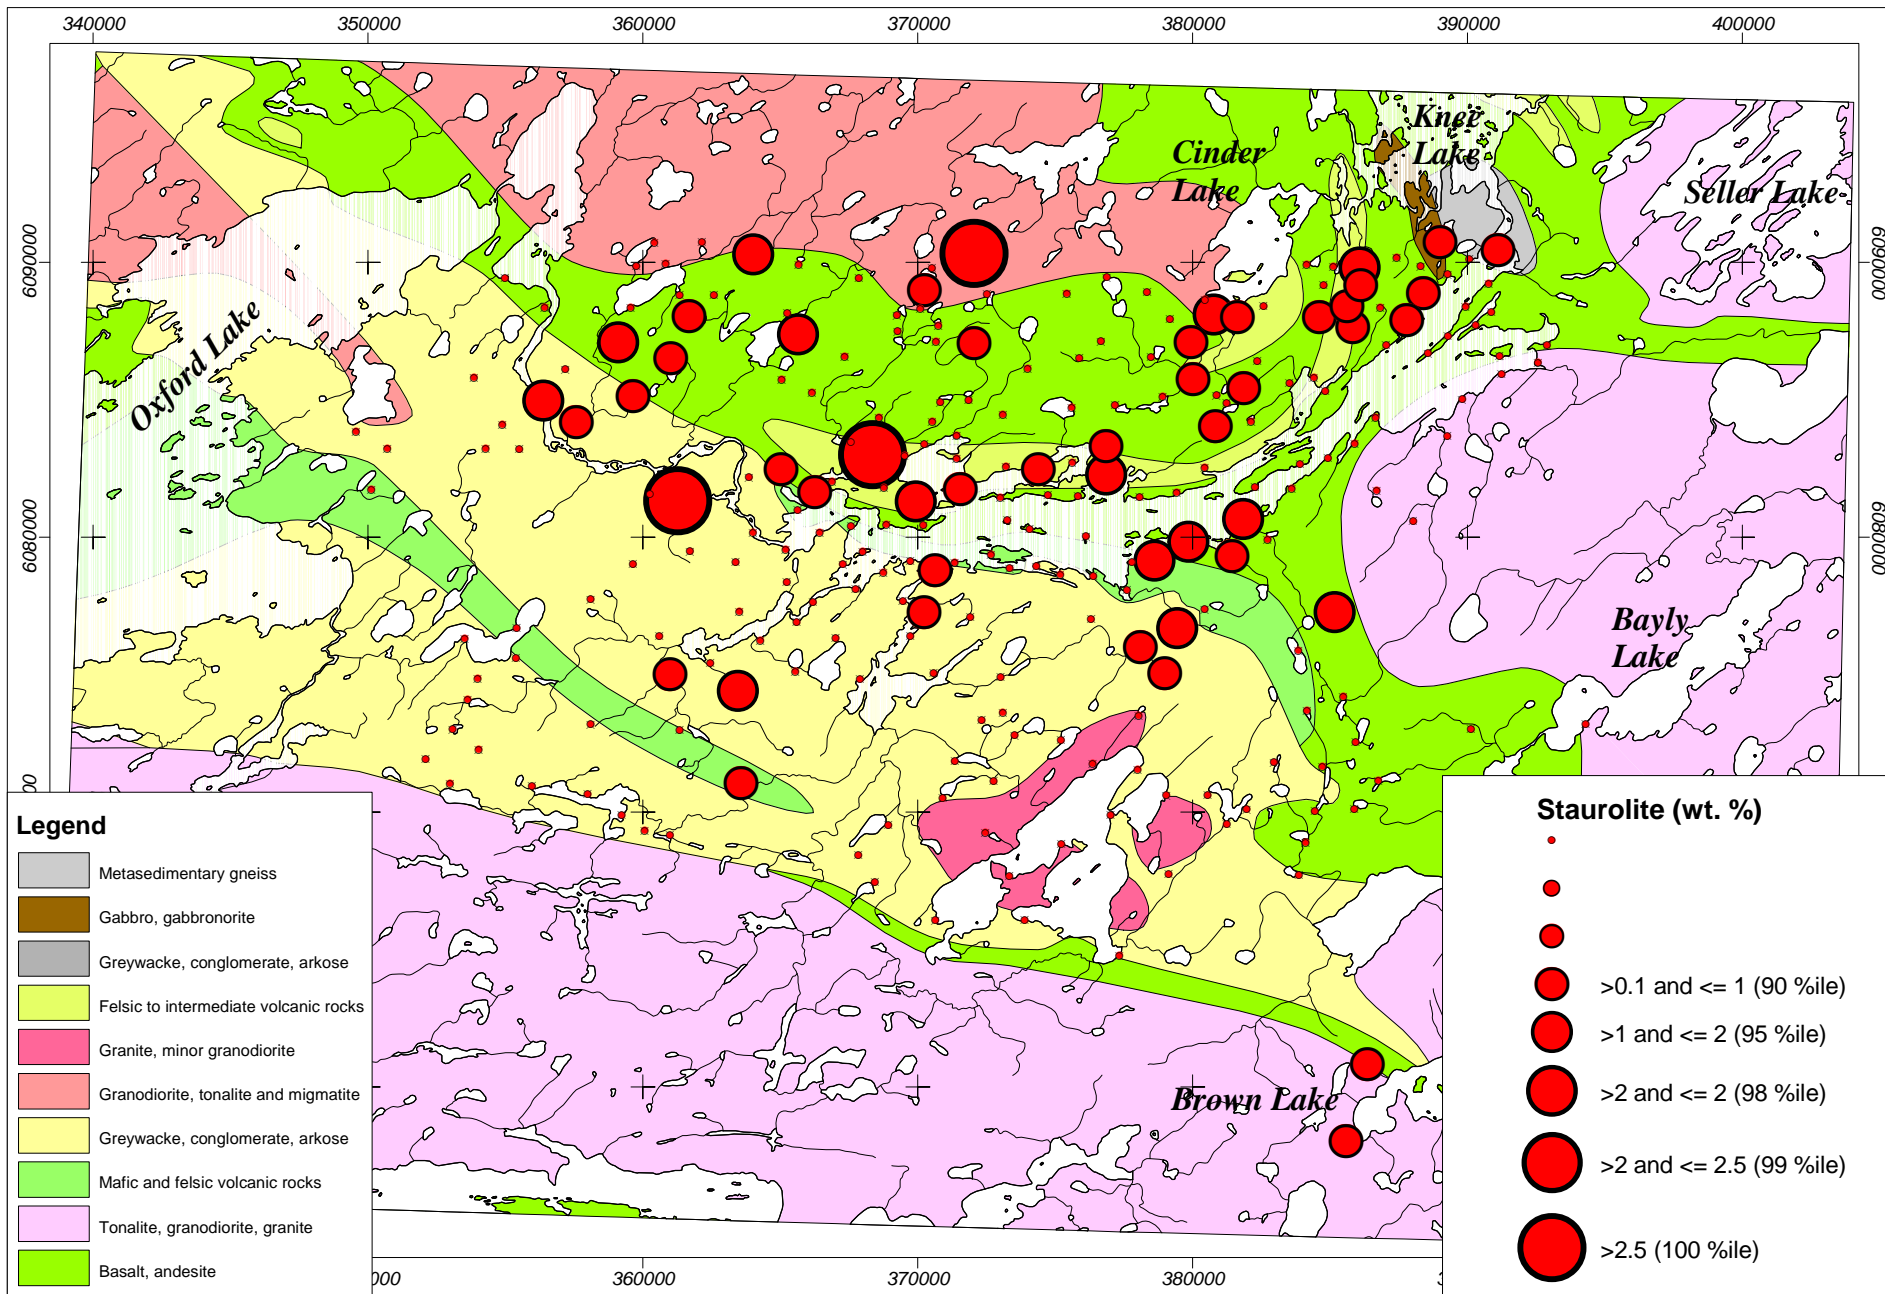 340000 350000 360000 370000 380000 390000 400000
Knee
Lake
Cinder
Lake
Seller Lake
6090000
6090000
Oxford Lake
6080000
6080000
Bayly
Lake
Brown Lake
Legend
Metasedimentary gneiss
Gabbro, gabbronorite
Greywacke, conglomerate, arkose
Felsic to intermediate volcanic rocks
Granite, minor granodiorite
Granodiorite, tonalite and migmatite
Greywacke, conglomerate, arkose
Mafic and felsic volcanic rocks
Tonalite, granodiorite, granite
Basalt, andesite
Staurolite (wt. %)
>0.1 and <= 1 (90 %ile)
>1 and <= 2 (95 %ile)
>2 and <= 2 (98 %ile)
>2 and <= 2.5 (99 %ile)
>2.5 (100 %ile)
360000 370000 380000